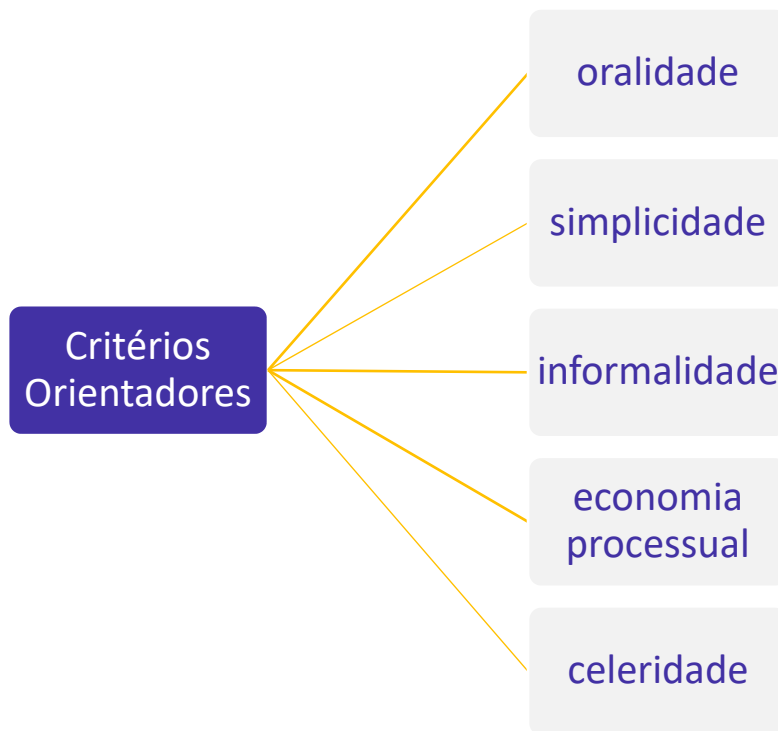 oralidade
simplicidade
Critérios
Orientadores
informalidade
economia
processual
celeridade